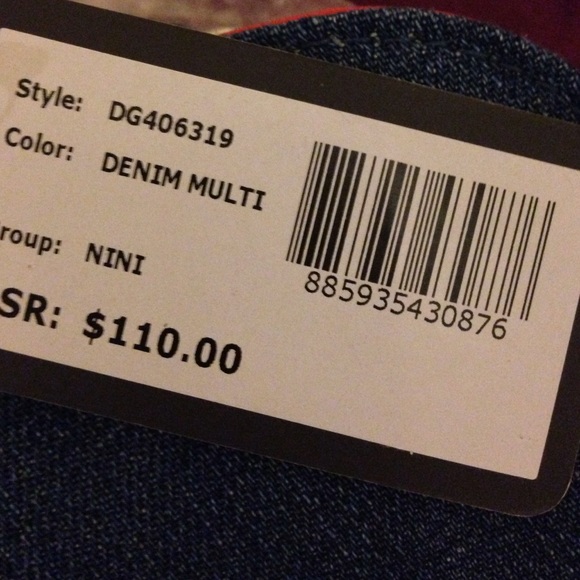 Style: DG406319
Color: DENIM MULTI
roup: NINI
SR: $110.00
885935430876